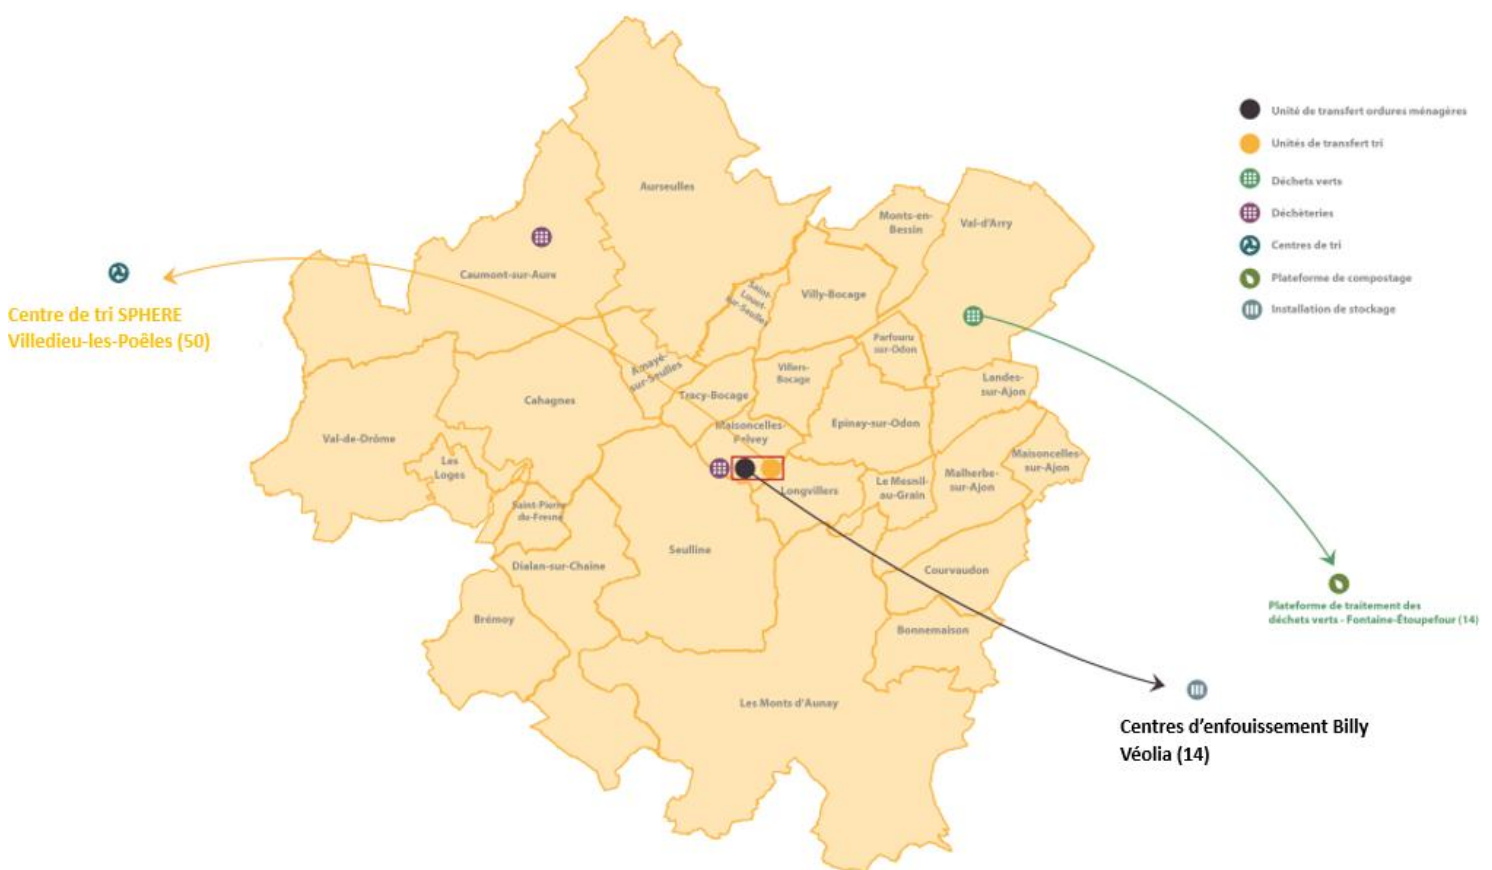 Unité de transfert ordures ménagères
Unités de transfert tri
Déchets verts
Déchèteries
Centres de tri
Plateforme de compostage
Installation de stockage
Aurseulles
Monts-en-
Bessin
Val-d'Arry
Caumont-sur-Aure
Saint-
Louet-
sur-Seulles
Villy-Bocage
Centre de tri SPHERE
Villedieu-les-Poêles (50)
Parfouru
sur-Odon
Amayé-
sur-Seulles
Villers-
Bocage
Landes-
sur-Ajon
Tracy-Bocage
Cahagnes
Epinay-sur-Odon
Maisoncelles-
Pelvey
Val-de-Drôme
Les
Loges
Maisoncelles-
sur-Ajon
Malherbe-
sur-Ajon
Le Mesnil-
au-Grain
Longvillers
Saint-Pierre
du-Fresne
Seulline
Dialan-sur-Chaine
Courvaudon
Plateforme de traitement des
déchets verts - Fontaine-Étoupefour (14)
Brémoy
Bonnemaison
Les Monts d'Aunay
Centres d'enfouissement Billy
Véolia (14)